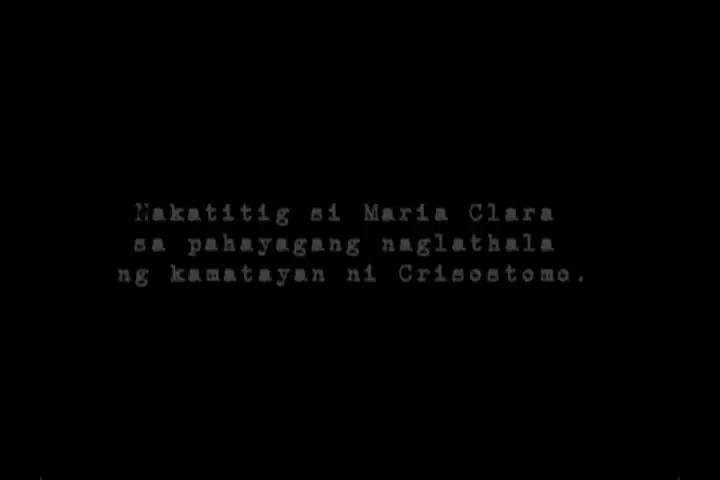 Nakatitig si Maria Clara
sa pahayagang naglathala
ng kamatayan ni Crisostomo.